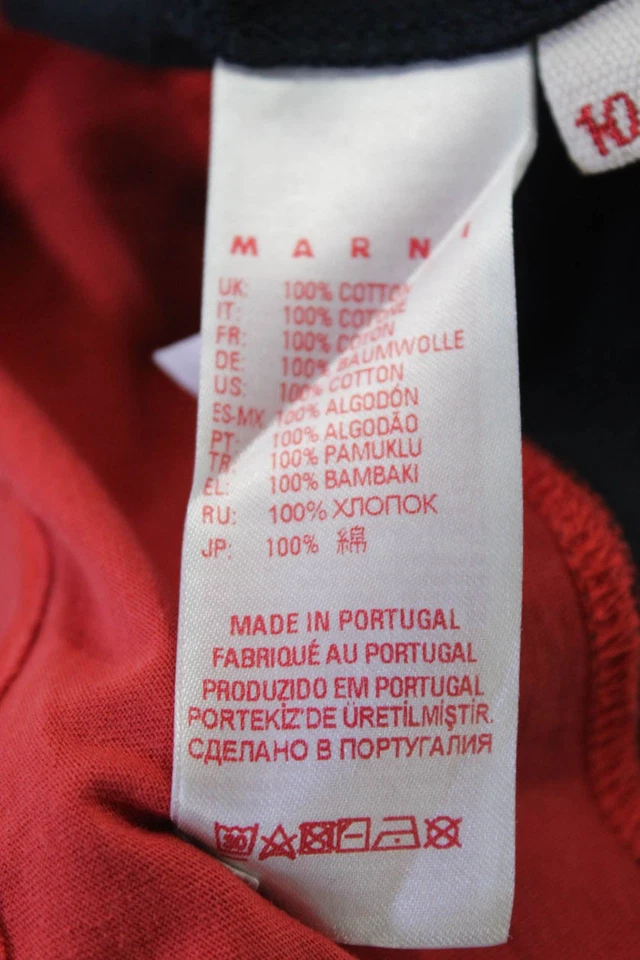 10
MARNI
UK: 100% COTTON
IT: 100% COTONE
FR: 100% COTON
DE: 100% BAUMWOLLE
US: 100% COTTON
ES-MX 100% ALGODÓN
PT: 100% ALGODÃO
TR: 100% PAMUKLU
EL: 100% BAMBAKI
RU: 100% ХЛОПОК
JP: 100% 綿
MADE IN PORTUGAL
FABRIQUÉ AU PORTUGAL
PRODUZIDO EM PORTUGAL
PORTEKİZ'DE ÜRETİLMİŞTİR.
СДЕЛАНО В ПОРТУГАЛИЯ
30